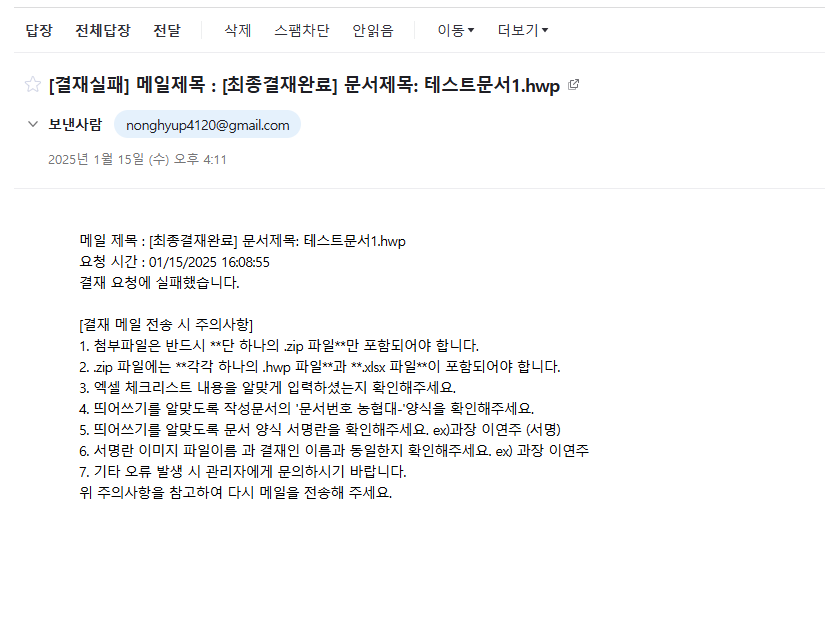 답장 전체답장 전달 삭제 스팸차단 안읽음 이동 더보기
[결재실패] 메일제목 : [최종결재완료] 문서제목: 테스트문서1.hwp
보낸사람 nonghyup4120@gmail.com
2025년 1월 15일 (수) 오후 4:11
메일 제목 : [최종결재완료] 문서제목: 테스트문서1.hwp
요청 시간 : 01/15/2025 16:08:55
결재 요청에 실패했습니다.
[결재 메일 전송 시 주의사항]
1. 첨부파일은 반드시 **단 하나의 .zip 파일**만 포함되어야 합니다.
2. .zip 파일에는 **각각 하나의 .hwp 파일**과 **.xlsx 파일**이 포함되어야 합니다.
3. 엑셀 체크리스트 내용을 알맞게 입력하셨는지 확인해주세요.
4. 띄어쓰기를 알맞도록 작성문서의 '문서번호 농협대-'양식을 확인해주세요.
5. 띄어쓰기를 알맞도록 문서 양식 서명란을 확인해주세요. ex)과장 이연주 (서명)
6. 서명란 이미지 파일이름 과 결재인 이름과 동일한지 확인해주세요. ex) 과장 이연주
7. 기타 오류 발생 시 관리자에게 문의하시기 바랍니다.
위 주의사항을 참고하여 다시 메일을 전송해 주세요.